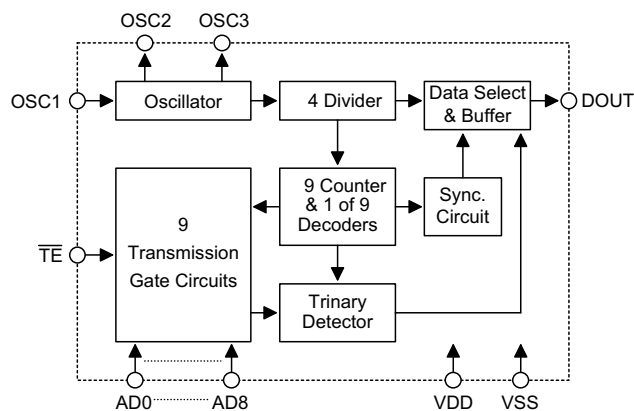 OSC2 OSC3
OSC1
Oscillator
4 Divider
Data Select
& Buffer
DOUT
9
Transmission
Gate Circuits
9 Counter
& 1 of 9
Decoders
Sync.
Circuit
TE
Trinary
Detector
AD0 AD8
VDD VSS